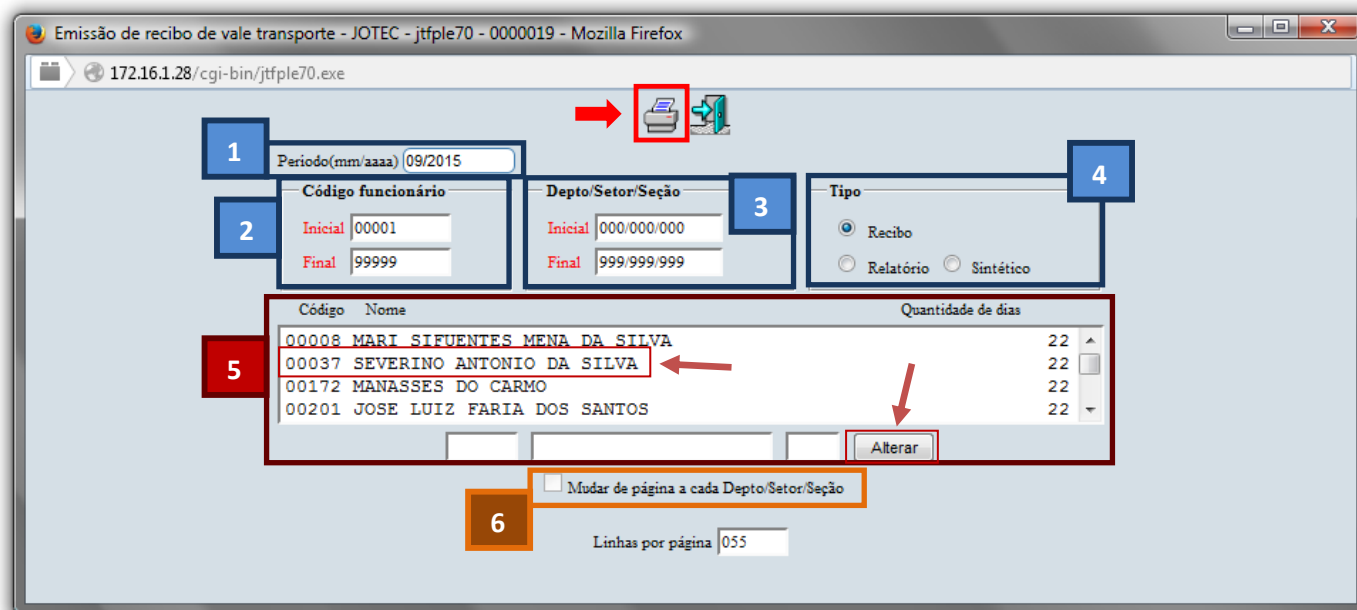 Emissão de recibo de vale transporte - JOTEC - jtfple70 - 0000019 - Mozilla Firefox
172.16.1.28/cgi-bin/jtfple70.exe
1
Periodo(mm/aaaa) 09/2015
2
Código funcionário
Inicial 00001
Final 99999
Depto/Setor/Seção
3
Inicial 000/000/000
Final 999/999/999
Tipo
4
Recibo
Relatório Sintético
Código Nome Quantidade de dias
5
00008 MARI SIFUENTES MENA DA SILVA 22
00037 SEVERINO ANTONIO DA SILVA 22
00172 MANASSES DO CARMO 22
00201 JOSE LUIZ FARIA DOS SANTOS 22
Alterar
6
Mudar de página a cada Depto/Setor/Seção
Linhas por página 055